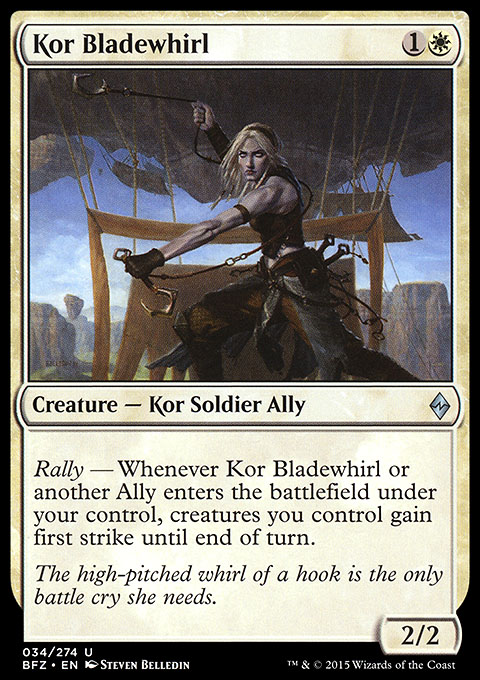 Kor Bladewhirl 1
Creature — Kor Soldier Ally
Rally — Whenever Kor Bladewhirl or
another Ally enters the battlefield under
your control, creatures you control gain
first strike until end of turn.
The high-pitched whirl of a hook is the only
battle cry she needs.
2/2
034/274 U
BFZ • EN Steven Belledin
™ & © 2015 Wizards of the Coast